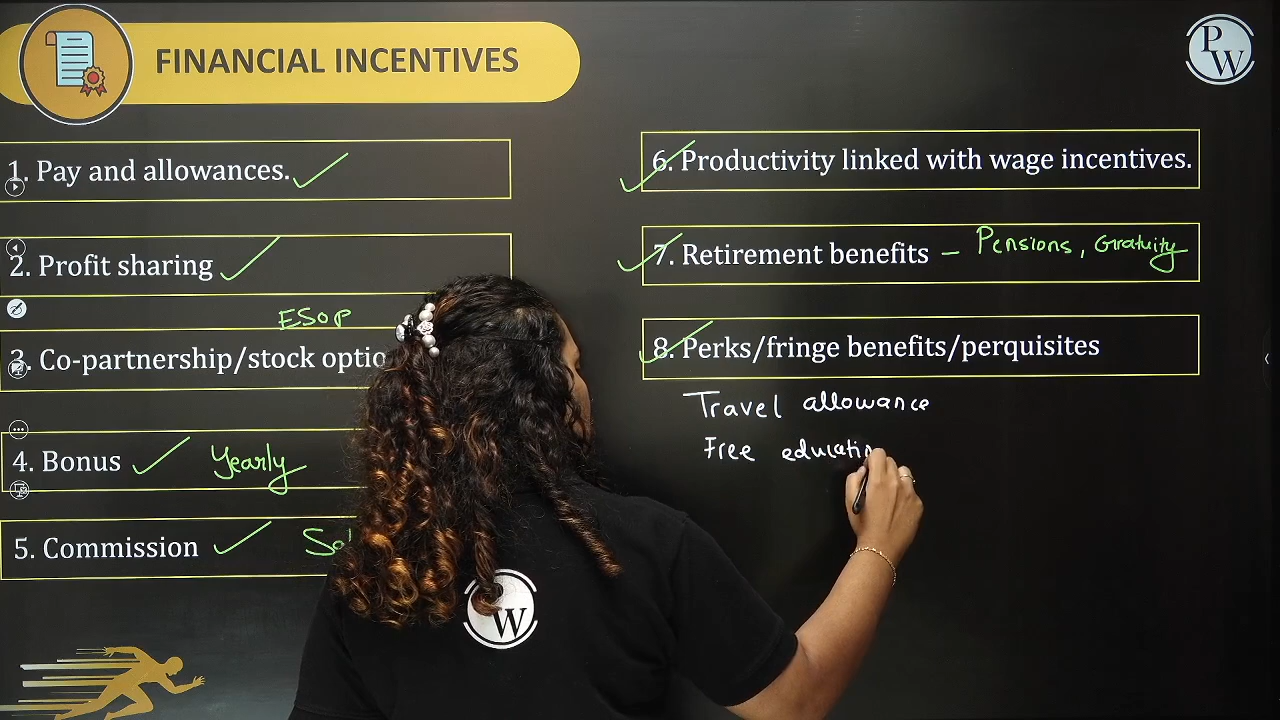 FINANCIAL INCENTIVES
PW
1. Pay and allowances.
2. Profit sharing
ESOP
3. Co-partnership/stock optio
4. Bonus Yearly
5. Commission
6. Productivity linked with wage incentives.
7. Retirement benefits – Pensions, Gratuity
8. Perks/fringe benefits/perquisites
Travel allowance
Free educatin
PW